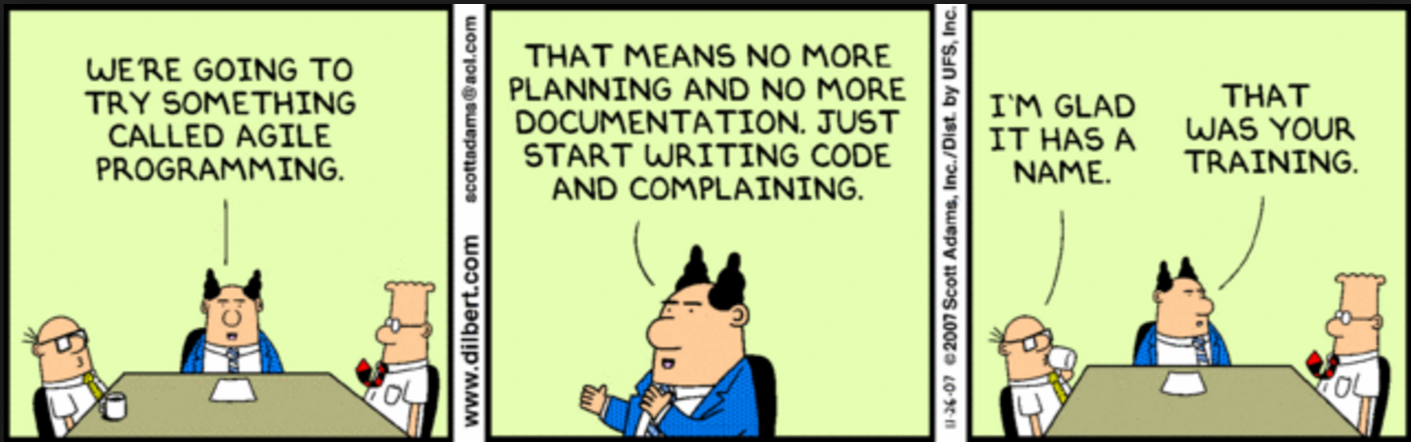 WE'RE GOING TO
TRY SOMETHING
CALLED AGILE
PROGRAMMING.
www.dilbert.com scottadams@aol.com
THAT MEANS NO MORE
PLANNING AND NO MORE
DOCUMENTATION. JUST
START WRITING CODE
AND COMPLAINING.
11-26-07 ©2007 Scott Adams, Inc./Dist. by UFS, Inc.
I'M GLAD
IT HAS A
NAME.
THAT
WAS YOUR
TRAINING.